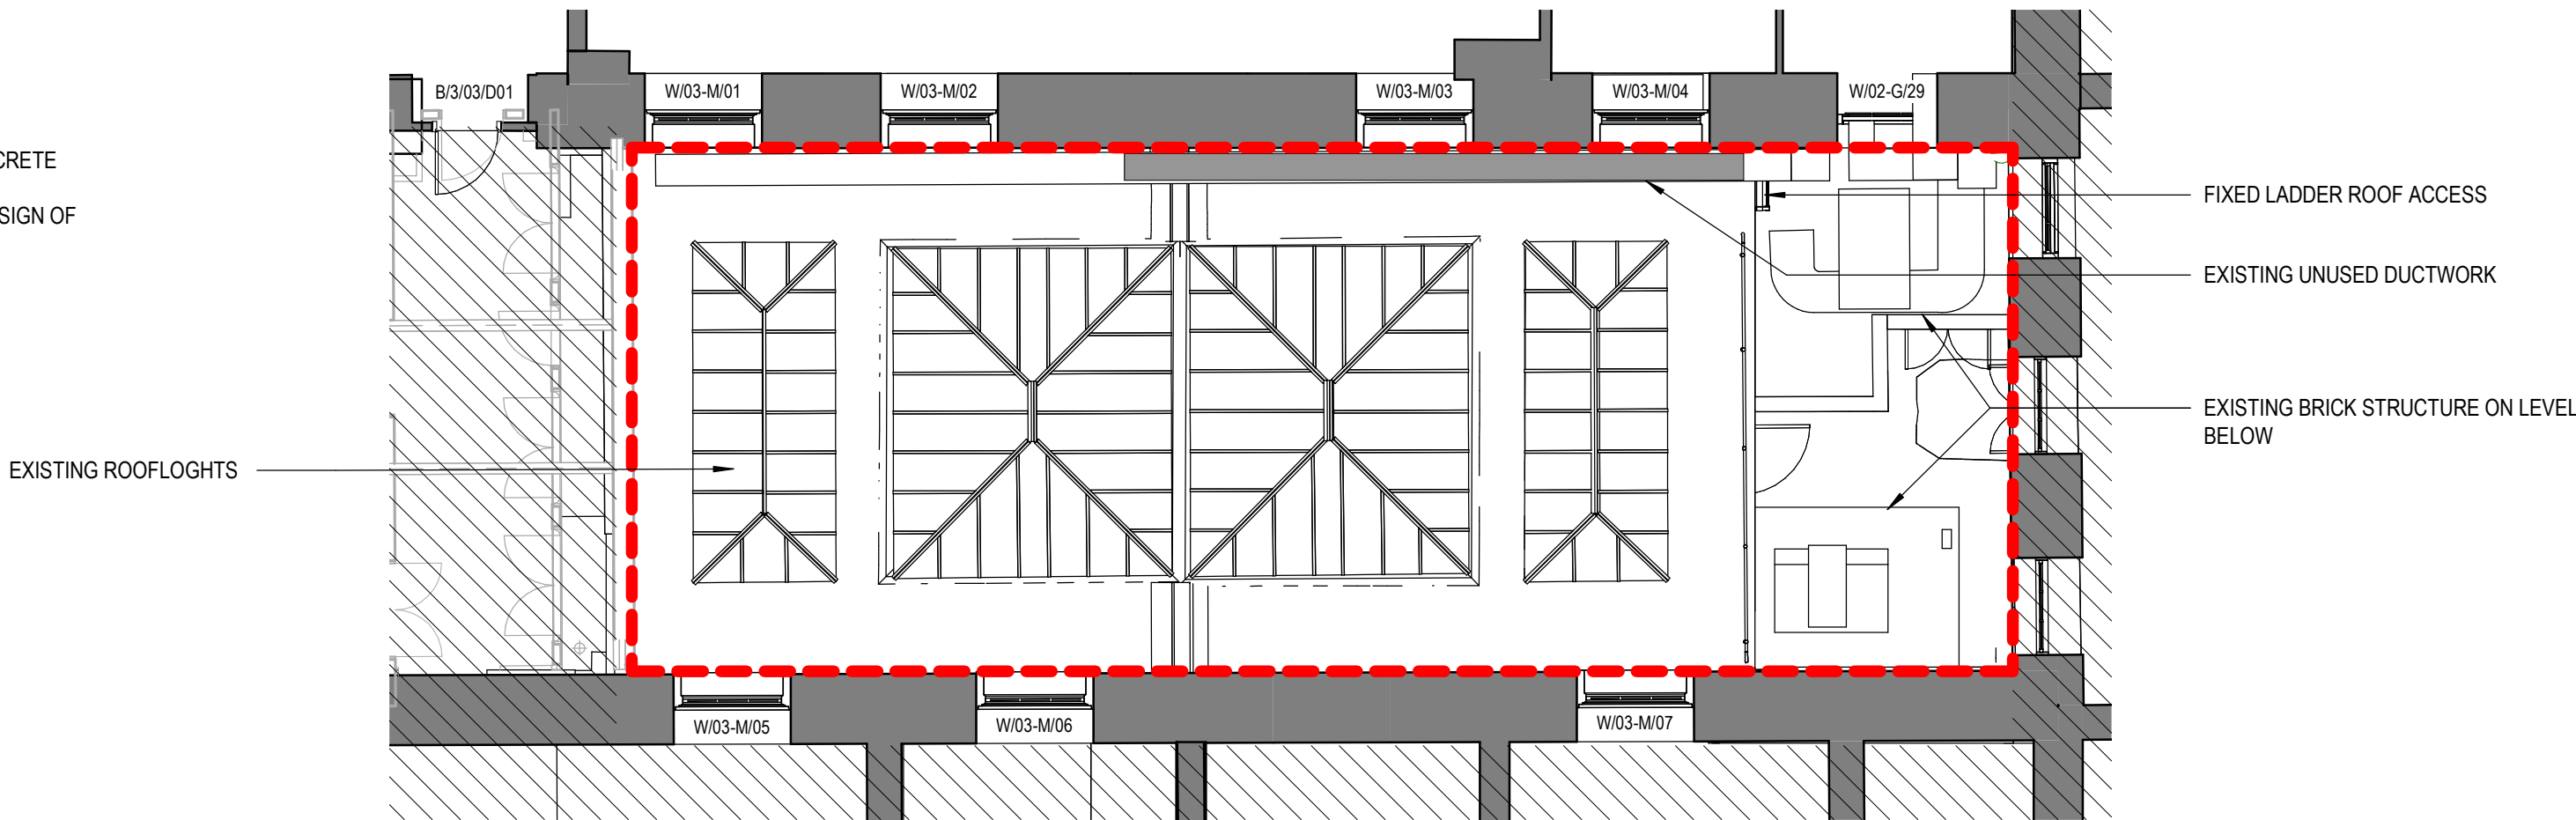 B/3/03/D01
W/03-M/01
W/03-M/02
W/03-M/03
W/03-M/04
W/02-G/29
CRETE
SIGN OF
FIXED LADDER ROOF ACCESS
EXISTING UNUSED DUCTWORK
EXISTING BRICK STRUCTURE ON LEVEL
BELOW
EXISTING ROOFLOGHTS
W/03-M/05
W/03-M/06
W/03-M/07